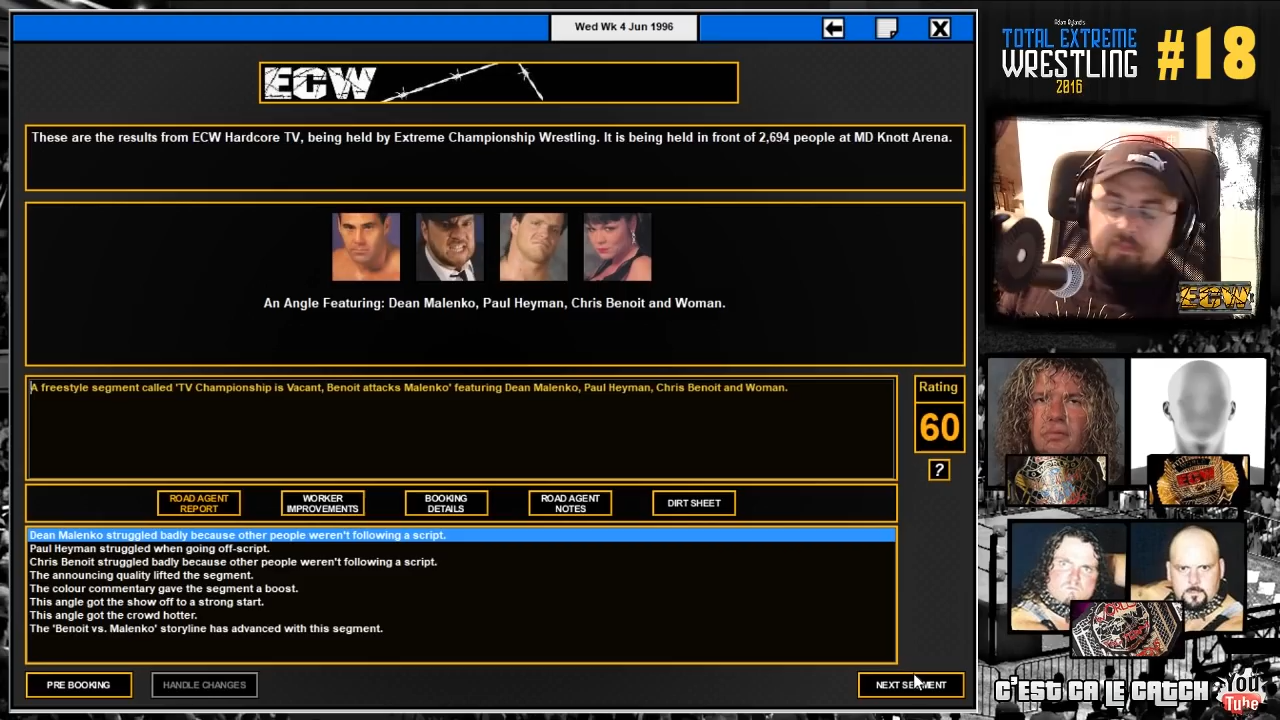 Wed Wk 4 Jun 1996
ECW
These are the results from ECW Hardcore TV, being held by Extreme Championship Wrestling. It is being held in front of 2,694 people at MD Knott Arena.
An Angle Featuring: Dean Malenko, Paul Heyman, Chris Benoit and Woman.
A freestyle segment called 'TV Championship is Vacant, Benoit attacks Malenko' featuring Dean Malenko, Paul Heyman, Chris Benoit and Woman.
Rating
60
?
ROAD AGENT
REPORT
WORKER
IMPROVEMENTS
BOOKING
DETAILS
ROAD AGENT
NOTES
DIRT SHEET
Dean Malenko struggled badly because other people weren't following a script.
Paul Heyman struggled when going off-script.
Chris Benoit struggled badly because other people weren't following a script.
The announcing quality lifted the segment.
The colour commentary gave the segment a boost.
This angle got the show off to a strong start.
This angle got the crowd hotter.
The 'Benoit vs. Malenko' storyline has advanced with this segment.
PRE BOOKING
HANDLE CHANGES
NEXT SEGMENT
Adam Ryland's
TOTAL EXTREME
WRESTLING
2016
#18
ECW
ECW
C'EST CA LE CATCH
You
Tube